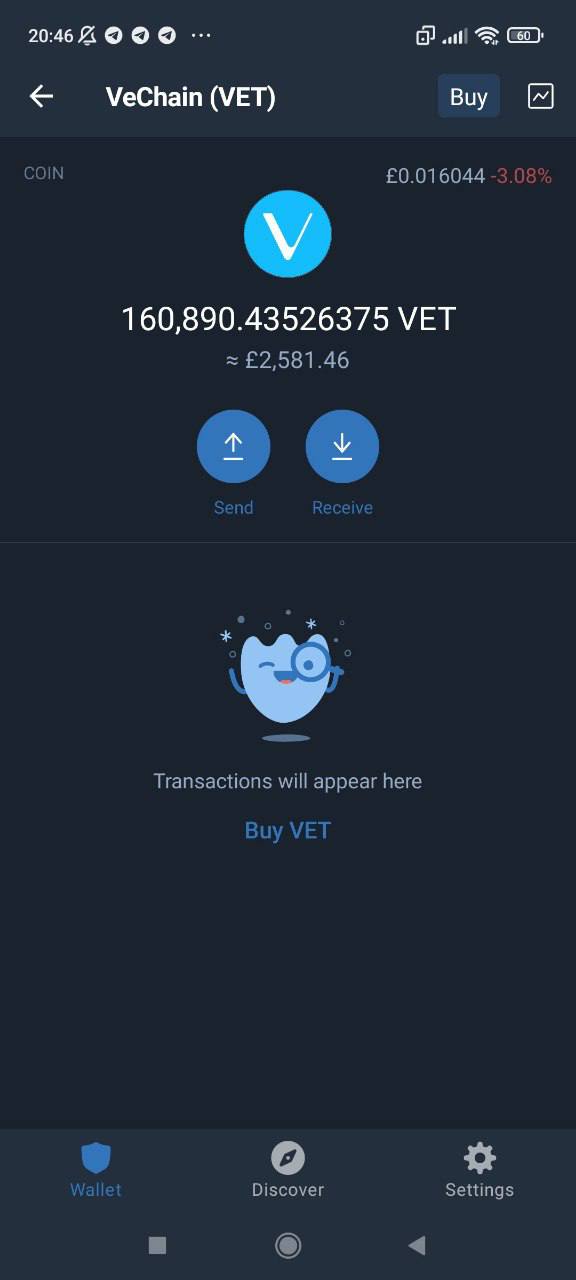 20:46 ... 60
VeChain (VET) Buy
COIN £0.016044 -3.08%
160,890.43526375 VET
≈ £2,581.46
Send Receive
Transactions will appear here
Buy VET
Wallet Discover Settings